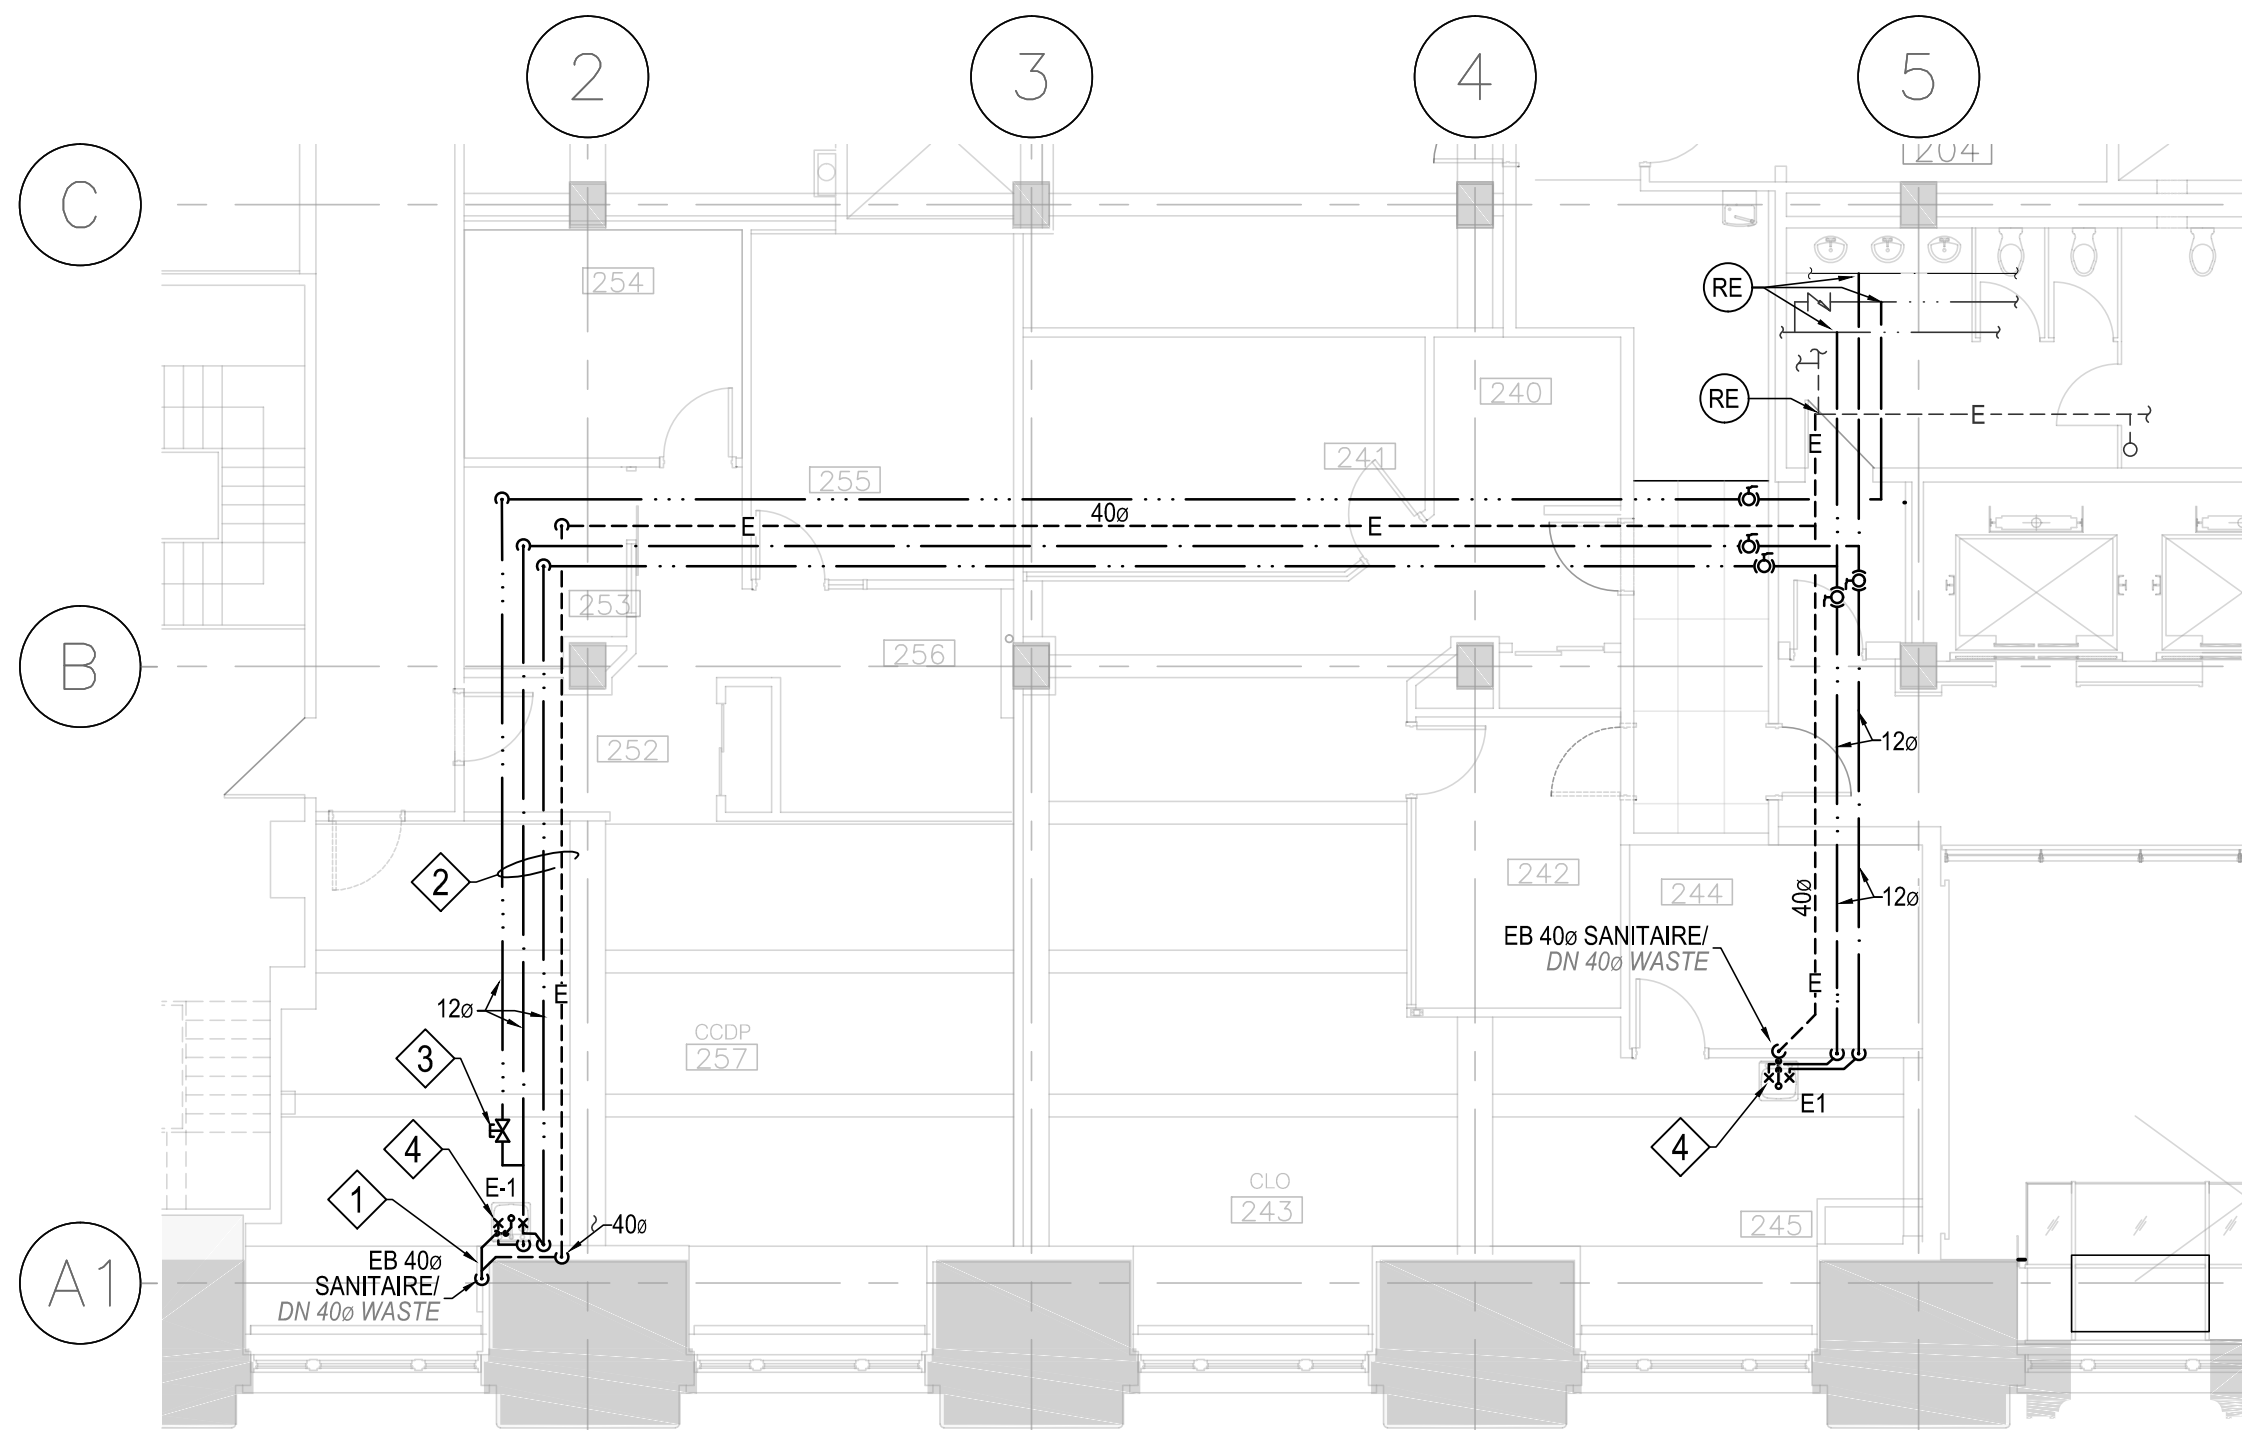 2
3
4
5
C
204
254
RE
240
RE
E
E
241
255
40ø
E
E
253
B
256
252
12ø
2
242
244
40ø
12ø
EB 40ø SANITAIRE/
DN 40ø WASTE
E
E
12ø
CCDP
257
3
E1
4
4
E-1
1
CLO
243
245
40ø
EB 40ø
SANITAIRE/
DN 40ø WASTE
A1